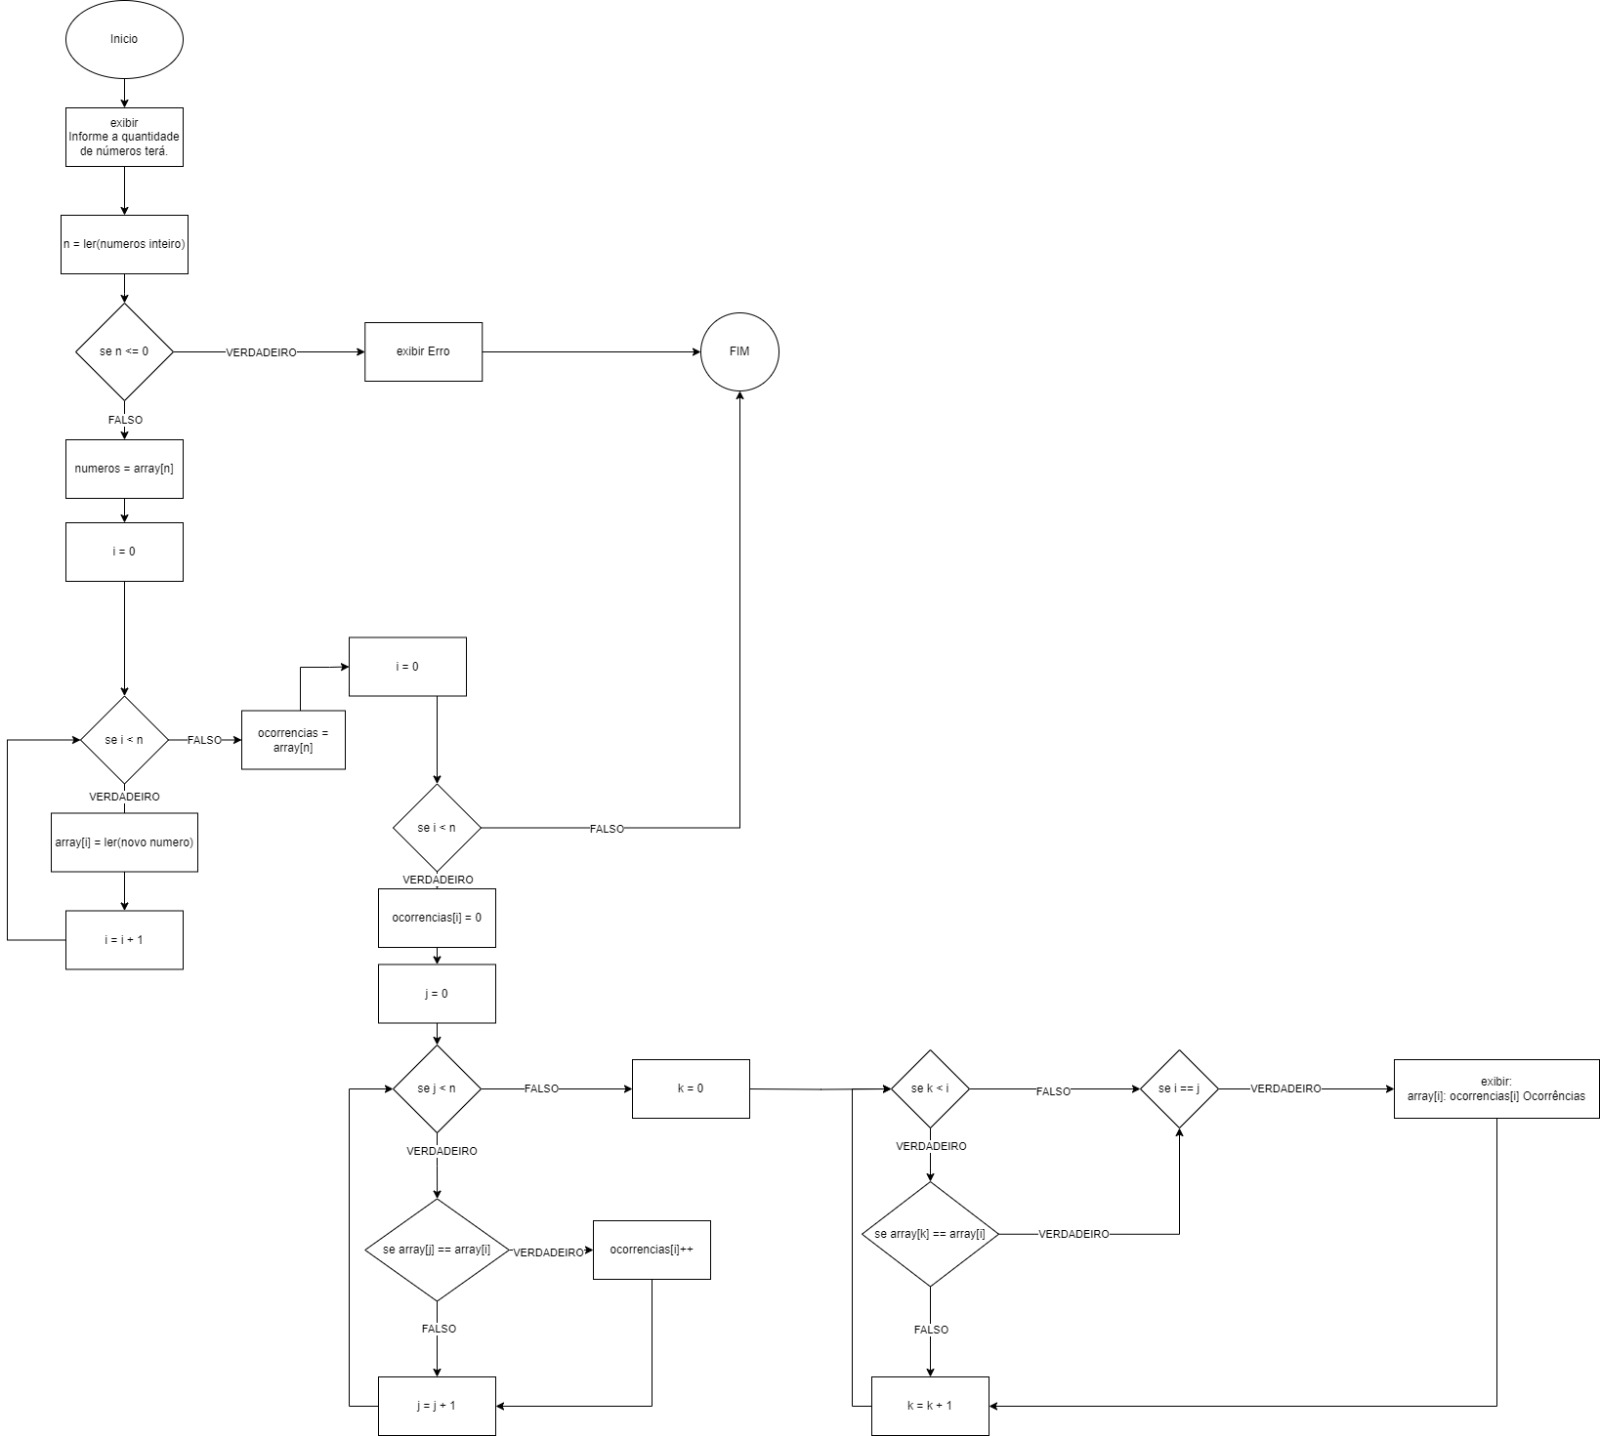 Inicio
exibir
Informe a quantidade
de números terá.
n = ler(numeros inteiro)
se n <= 0
VERDADEIRO
exibir Erro
FIM
FALSO
numeros = array[n]
i = 0
se i < n
FALSO
ocorrencias =
array[n]
i = 0
VERDADEIRO
array[i] = ler(novo numero)
i = i + 1
se i < n
FALSO
VERDADEIRO
ocorrencias[i] = 0
j = 0
se j < n
FALSO
k = 0
se k < i
FALSO
se i == j
VERDADEIRO
exibir:
array[i]: ocorrencias[i] Ocorrências
VERDADEIRO
se array[j] == array[i]
VERDADEIRO
ocorrencias[i]++
FALSO
j = j + 1
VERDADEIRO
se array[k] == array[i]
VERDADEIRO
FALSO
k = k + 1